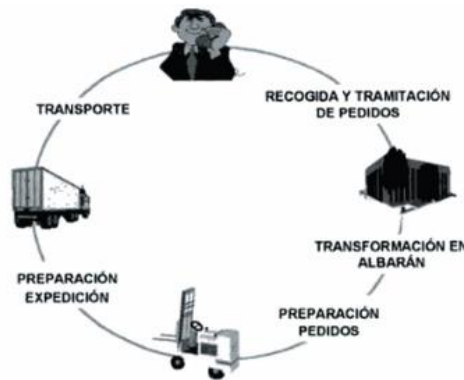 TRANSPORTE
RECOGIDA Y TRAMITACIÓN
DE PEDIDOS
TRANSFORMACIÓN EN
ALBARÁN
PREPARACIÓN
EXPEDICIÓN
PREPARACIÓN
PEDIDOS